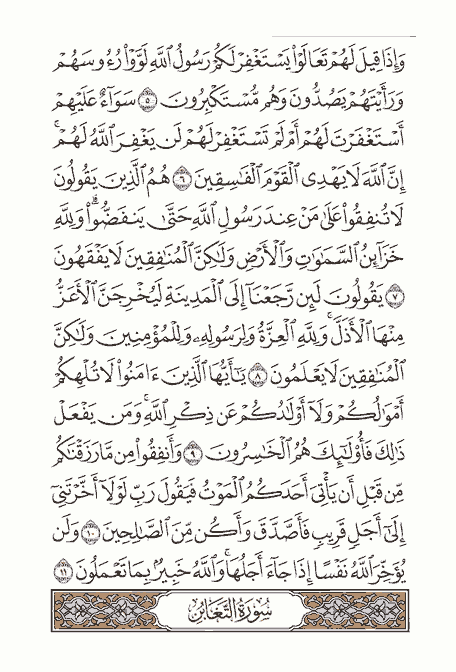 وَإِذَا قِيلَ لَهُمْ تَعَالَوْا۟ يَسْتَغْفِرْ لَكُمْ رَسُولُ ٱللَّهِ لَوَّوْا۟ رُءُوسَهُمْ
وَرَأَيْتَهُمْ يَصُدُّونَ وَهُم مُّسْتَكْبِرُونَ ٥ سَوَآءٌ عَلَيْهِمْ
أَسْتَغْفَرْتَ لَهُمْ أَمْ لَمْ تَسْتَغْفِرْ لَهُمْ لَن يَغْفِرَ ٱللَّهُ لَهُمْ ۚ
إِنَّ ٱللَّهَ لَا يَهْدِى ٱلْقَوْمَ ٱلْفَٰسِقِينَ ٦ هُمُ ٱلَّذِينَ يَقُولُونَ
لَا تُنفِقُوا۟ عَلَىٰ مَنْ عِندَ رَسُولِ ٱللَّهِ حَتَّىٰ يَنفَضُّوا۟ ۗ وَلِلَّهِ
خَزَآئِنُ ٱلسَّمَٰوَٰتِ وَٱلْأَرْضِ وَلَٰكِنَّ ٱلْمُنَٰفِقِينَ لَا يَفْقَهُونَ
٧ يَقُولُونَ لَئِن رَّجَعْنَآ إِلَى ٱلْمَدِينَةِ لَيُخْرِجَنَّ ٱلْأَعَزُّ
مِنْهَا ٱلْأَذَلَّ ۚ وَلِلَّهِ ٱلْعِزَّةُ وَلِرَسُولِهِۦ وَلِلْمُؤْمِنِينَ وَلَٰكِنَّ
ٱلْمُنَٰفِقِينَ لَا يَعْلَمُونَ ٨ يَٰٓأَيُّهَا ٱلَّذِينَ ءَامَنُوا۟ لَا تُلْهِكُمْ
أَمْوَٰلُكُمْ وَلَآ أَوْلَٰدُكُمْ عَن ذِكْرِ ٱللَّهِ ۚ وَمَن يَفْعَلْ
ذَٰلِكَ فَأُو۟لَٰٓئِكَ هُمُ ٱلْخَٰسِرُونَ ٩ وَأَنفِقُوا۟ مِن مَّا رَزَقْنَٰكُم
مِّن قَبْلِ أَن يَأْتِىَ أَحَدَكُمُ ٱلْمَوْتُ فَيَقُولَ رَبِّ لَوْلَآ أَخَّرْتَنِىٓ
إِلَىٰٓ أَجَلٍ قَرِيبٍ فَأَصَّدَّقَ وَأَكُن مِّنَ ٱلصَّٰلِحِينَ ١٠ وَلَن
يُؤَخِّرَ ٱللَّهُ نَفْسًا إِذَا جَآءَ أَجَلُهَا ۚ وَٱللَّهُ خَبِيرٌۢ بِمَا تَعْمَلُونَ ١١
سُورَةُ التَّغَابُنِ